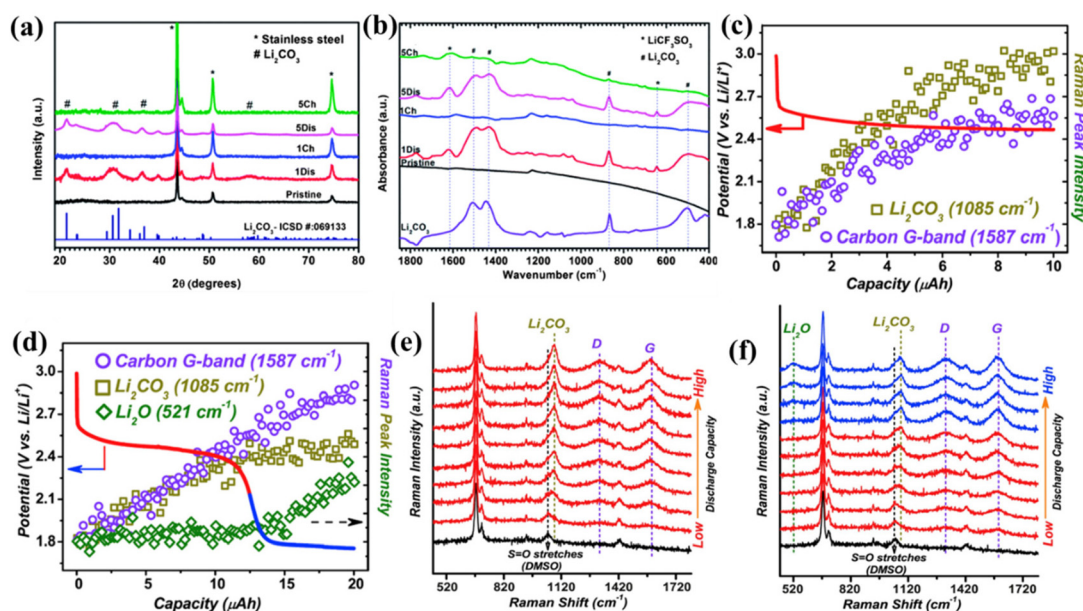 (a)
* Stainless steel
# Li2CO3
5Ch
5Dis
1Ch
1Dis
Pristine
Li2CO3- ICSD #:069133
Intensity (a.u.)
20 30 40 50 60 70 80
2θ (degrees)
(b)
* LiCF3SO3
# Li2CO3
5Ch
5Dis
1Ch
1Dis
Pristine
Li2CO3
Absorbance (a.u.)
1800 1600 1400 1200 1000 800 600 400
Wavenumber (cm-1)
(c)
Potential (V vs. Li/Li+)
3.0
2.7
2.4
2.1
1.8
Li2CO3 (1085 cm-1)
Carbon G-band (1587 cm-1)
0 2 4 6 8 10
Capacity (μAh)
Raman Peak Intensity
(d)
Potential (V vs. Li/Li+)
3.0
2.7
2.4
2.1
1.8
Carbon G-band (1587 cm-1)
Li2CO3 (1085 cm-1)
Li2O (521 cm-1)
0 5 10 15 20
Capacity (μAh)
Raman Peak Intensity
(e)
Li2CO3
D
G
High
Discharge Capacity
Low
S=O stretches
(DMSO)
Raman Intensity (a.u.)
520 820 1120 1420 1720
Raman Shift (cm-1)
(f)
Li2O
Li2CO3
D
G
High
Discharge Capacity
Low
S=O stretches
(DMSO)
Raman Intensity (a.u.)
520 820 1120 1420 1720
Raman Shift (cm-1)